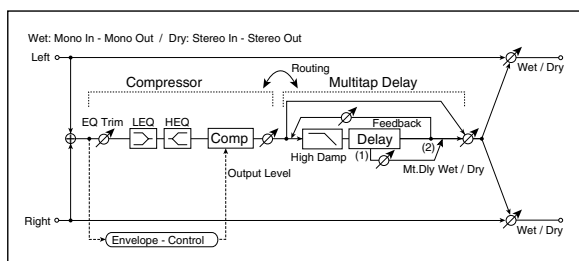 Wet: Mono In - Mono Out / Dry: Stereo In - Stereo Out
Left
Wet / Dry
Routing
Compressor
Multitap Delay
EQ Trim
LEQ
HEQ
Feedback
Comp
Delay
High Damp
(1)
(2)
Output Level
Mt.Dly Wet / Dry
Right
Envelope - Control
Wet / Dry